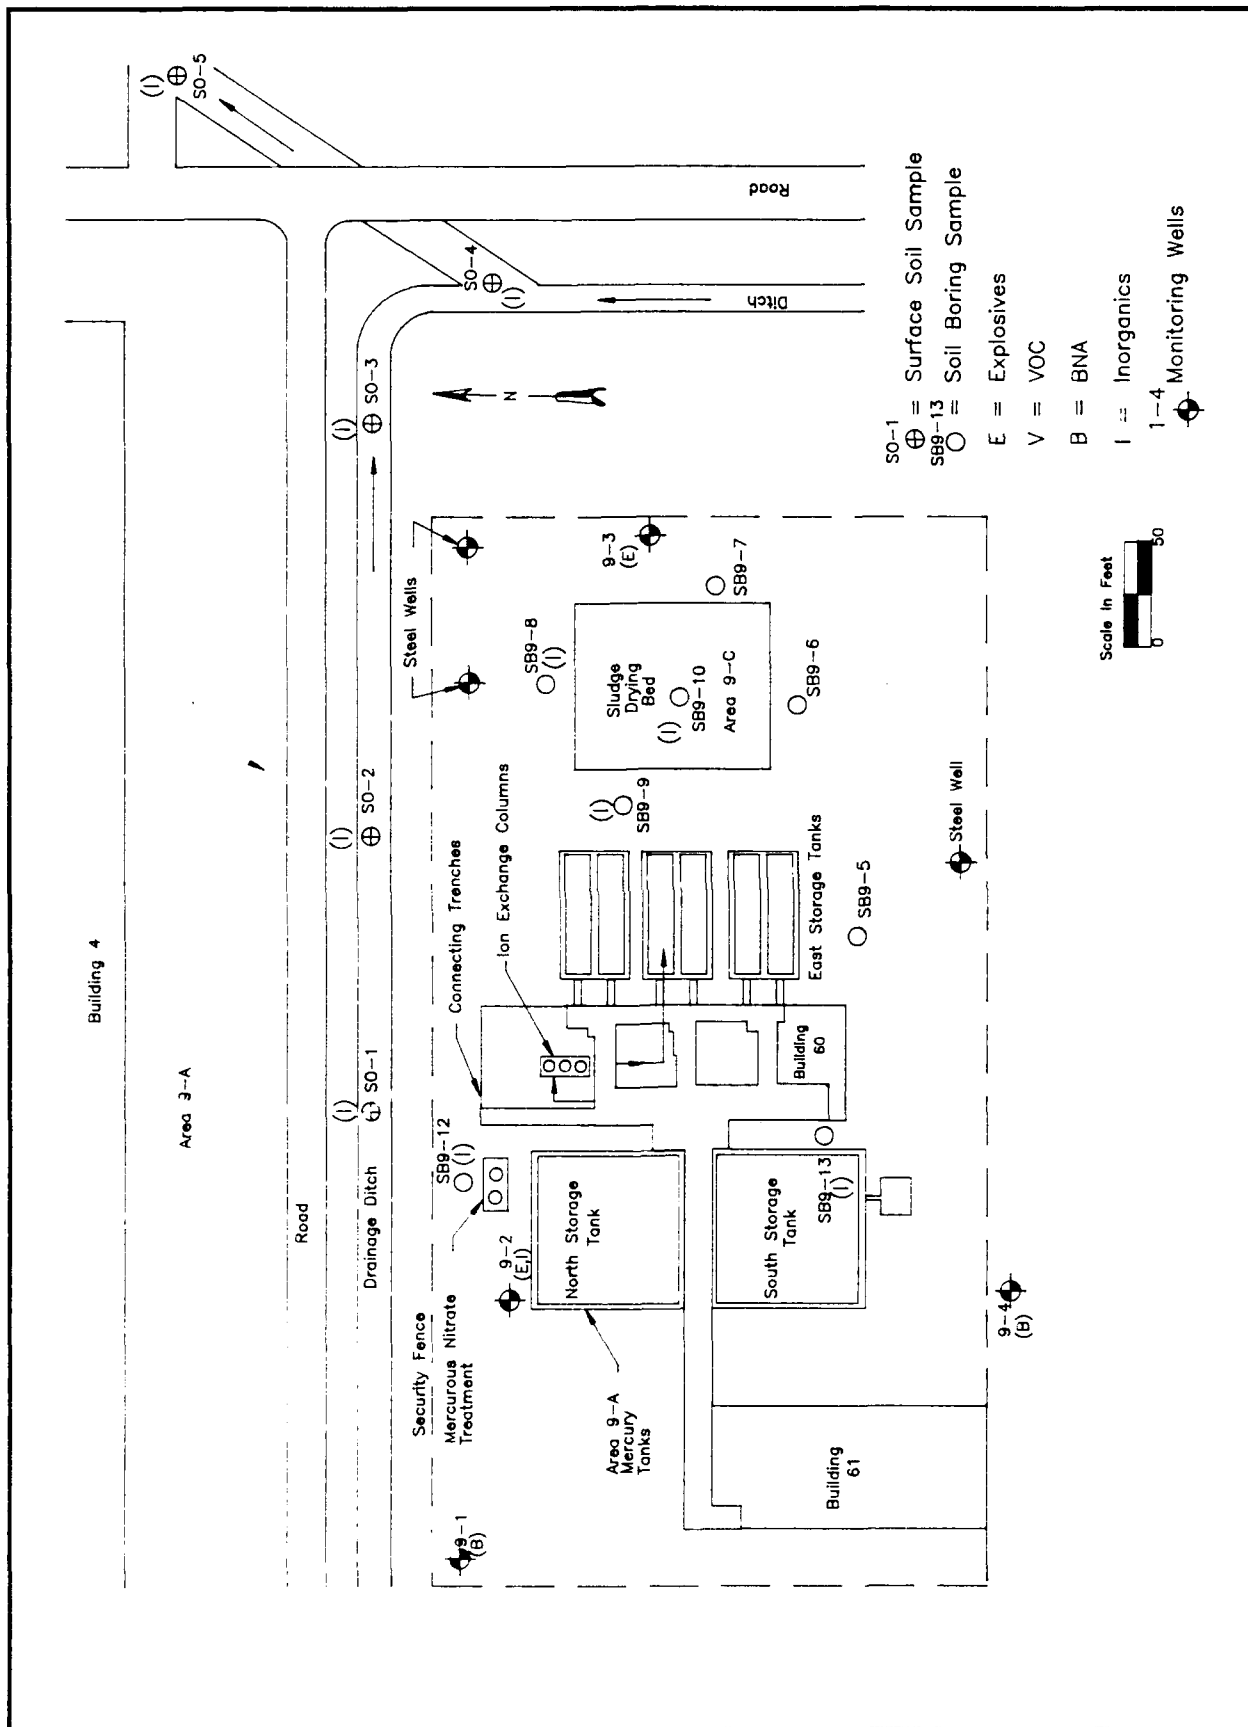 Building 4
Area 9-A
Road
Drainage Ditch
(I)
SO-1
(I)
SO-2
(I)
SO-3
SO-4
(I)
(I)
SO-5
Road
Ditch
N
Security Fence
Mercurous Nitrate
Treatment
SB9-12
(I)
Connecting Trenches
Ion Exchange Columns
Steel Wells
9-1
(B)
9-2
(E,I)
SB9-8
(I)
9-3
(E)
North Storage
Tank
(I)
SB9-9
Sludge
Drying
Bed
(I)
SB9-10
Area 9-C
SB9-7
Area 9-A
Mercury
Tanks
South Storage
Tank
SB9-13
(I)
Building
60
East Storage Tanks
SB9-6
SB9-5
Building
61
Steel Well
9-4
(B)
SO-1
= Surface Soil Sample
SB9-13
= Soil Boring Sample
E = Explosives
V = VOC
B = BNA
I = Inorganics
1-4
Monitoring Wells
Scale In Feet
0 50